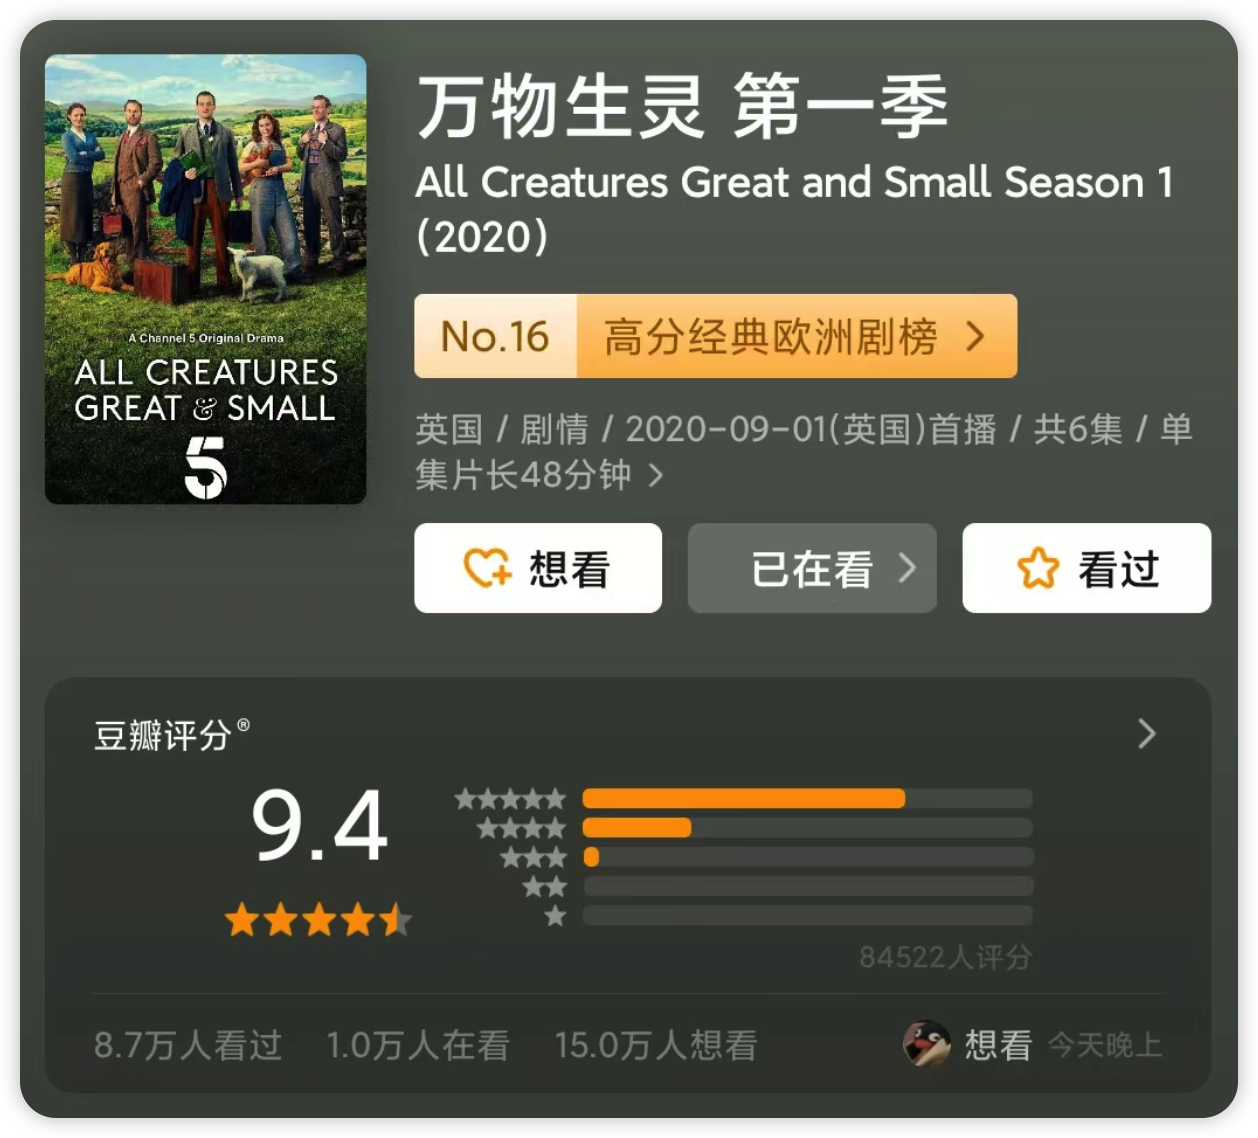 万物生灵 第一季
All Creatures Great and Small Season 1
(2020)
No.16 高分经典欧洲剧榜
英国 / 剧情 / 2020-09-01(英国)首播 / 共6集 / 单
集片长48分钟
想看 已在看 看过
A Channel 5 Original Drama
ALL CREATURES
GREAT & SMALL
5
豆瓣评分®
9.4
84522人评分
8.7万人看过 1.0万人在看 15.0万人想看 想看 今天晚上